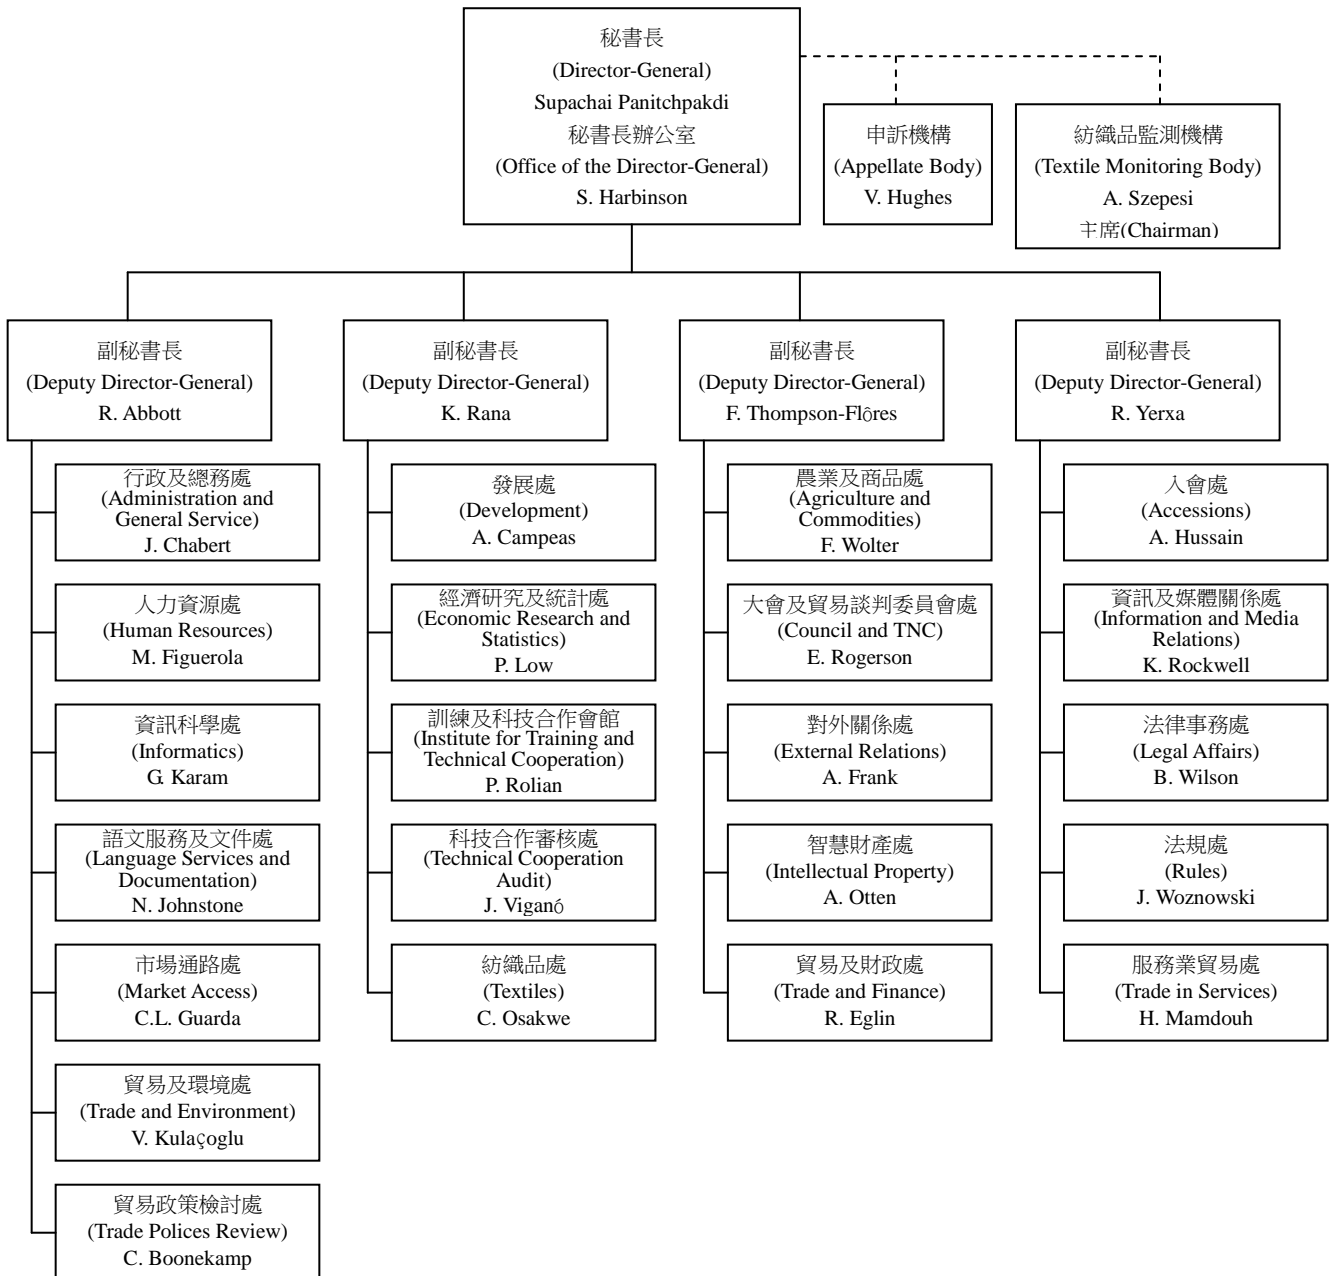 秘書長
(Director-General)
Supachai Panitchpakdi
秘書長辦公室
(Office of the Director-General)
S. Harbinson
申訴機構
(Appellate Body)
V. Hughes
紡織品監測機構
(Textile Monitoring Body)
A. Szepesi
主席(Chairman)
副秘書長
(Deputy Director-General)
R. Abbott
副秘書長
(Deputy Director-General)
K. Rana
副秘書長
(Deputy Director-General)
F. Thompson-Flôres
副秘書長
(Deputy Director-General)
R. Yerxa
行政及總務處
(Administration and
General Service)
J. Chabert
人力資源處
(Human Resources)
M. Figuerola
資訊科學處
(Informatics)
G. Karam
語文服務及文件處
(Language Services and
Documentation)
N. Johnstone
市場通路處
(Market Access)
C.L. Guarda
貿易及環境處
(Trade and Environment)
V. Kulaçoglu
貿易政策檢討處
(Trade Polices Review)
C. Boonekamp
發展處
(Development)
A. Campeas
經濟研究及統計處
(Economic Research and
Statistics)
P. Low
訓練及科技合作會館
(Institute for Training and
Technical Cooperation)
P. Rolian
科技合作審核處
(Technical Cooperation
Audit)
J. Viganó
紡織品處
(Textiles)
C. Osakwe
農業及商品處
(Agriculture and
Commodities)
F. Wolter
大會及貿易談判委員會處
(Council and TNC)
E. Rogerson
對外關係處
(External Relations)
A. Frank
智慧財產處
(Intellectual Property)
A. Otten
貿易及財政處
(Trade and Finance)
R. Eglin
入會處
(Accessions)
A. Hussain
資訊及媒體關係處
(Information and Media
Relations)
K. Rockwell
法律事務處
(Legal Affairs)
B. Wilson
法規處
(Rules)
J. Woznowski
服務業貿易處
(Trade in Services)
H. Mamdouh